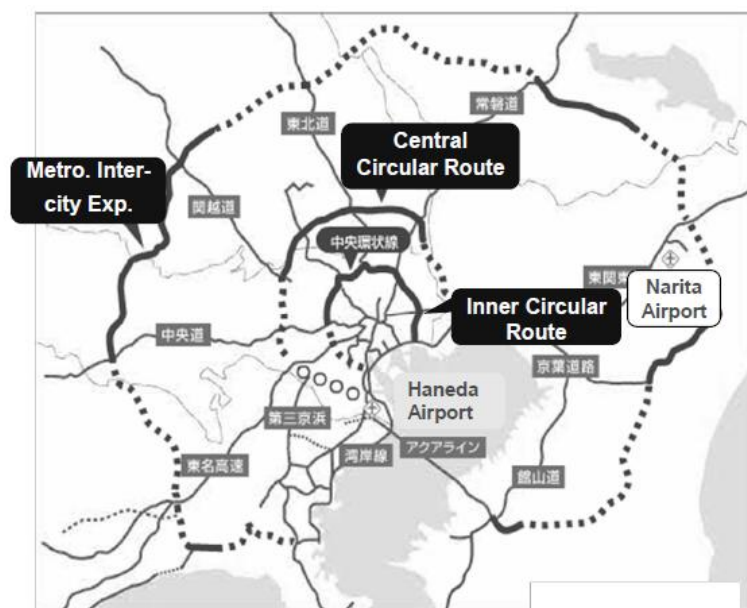 常磐道
東北道
Central
Circular Route
Metro. Inter-
city Exp.
関越道
中央環状線
東関東
Narita
Airport
Inner Circular
Route
中央道
京葉道路
Haneda
Airport
第三京浜
アクアライン
湾岸線
東名高速
館山道